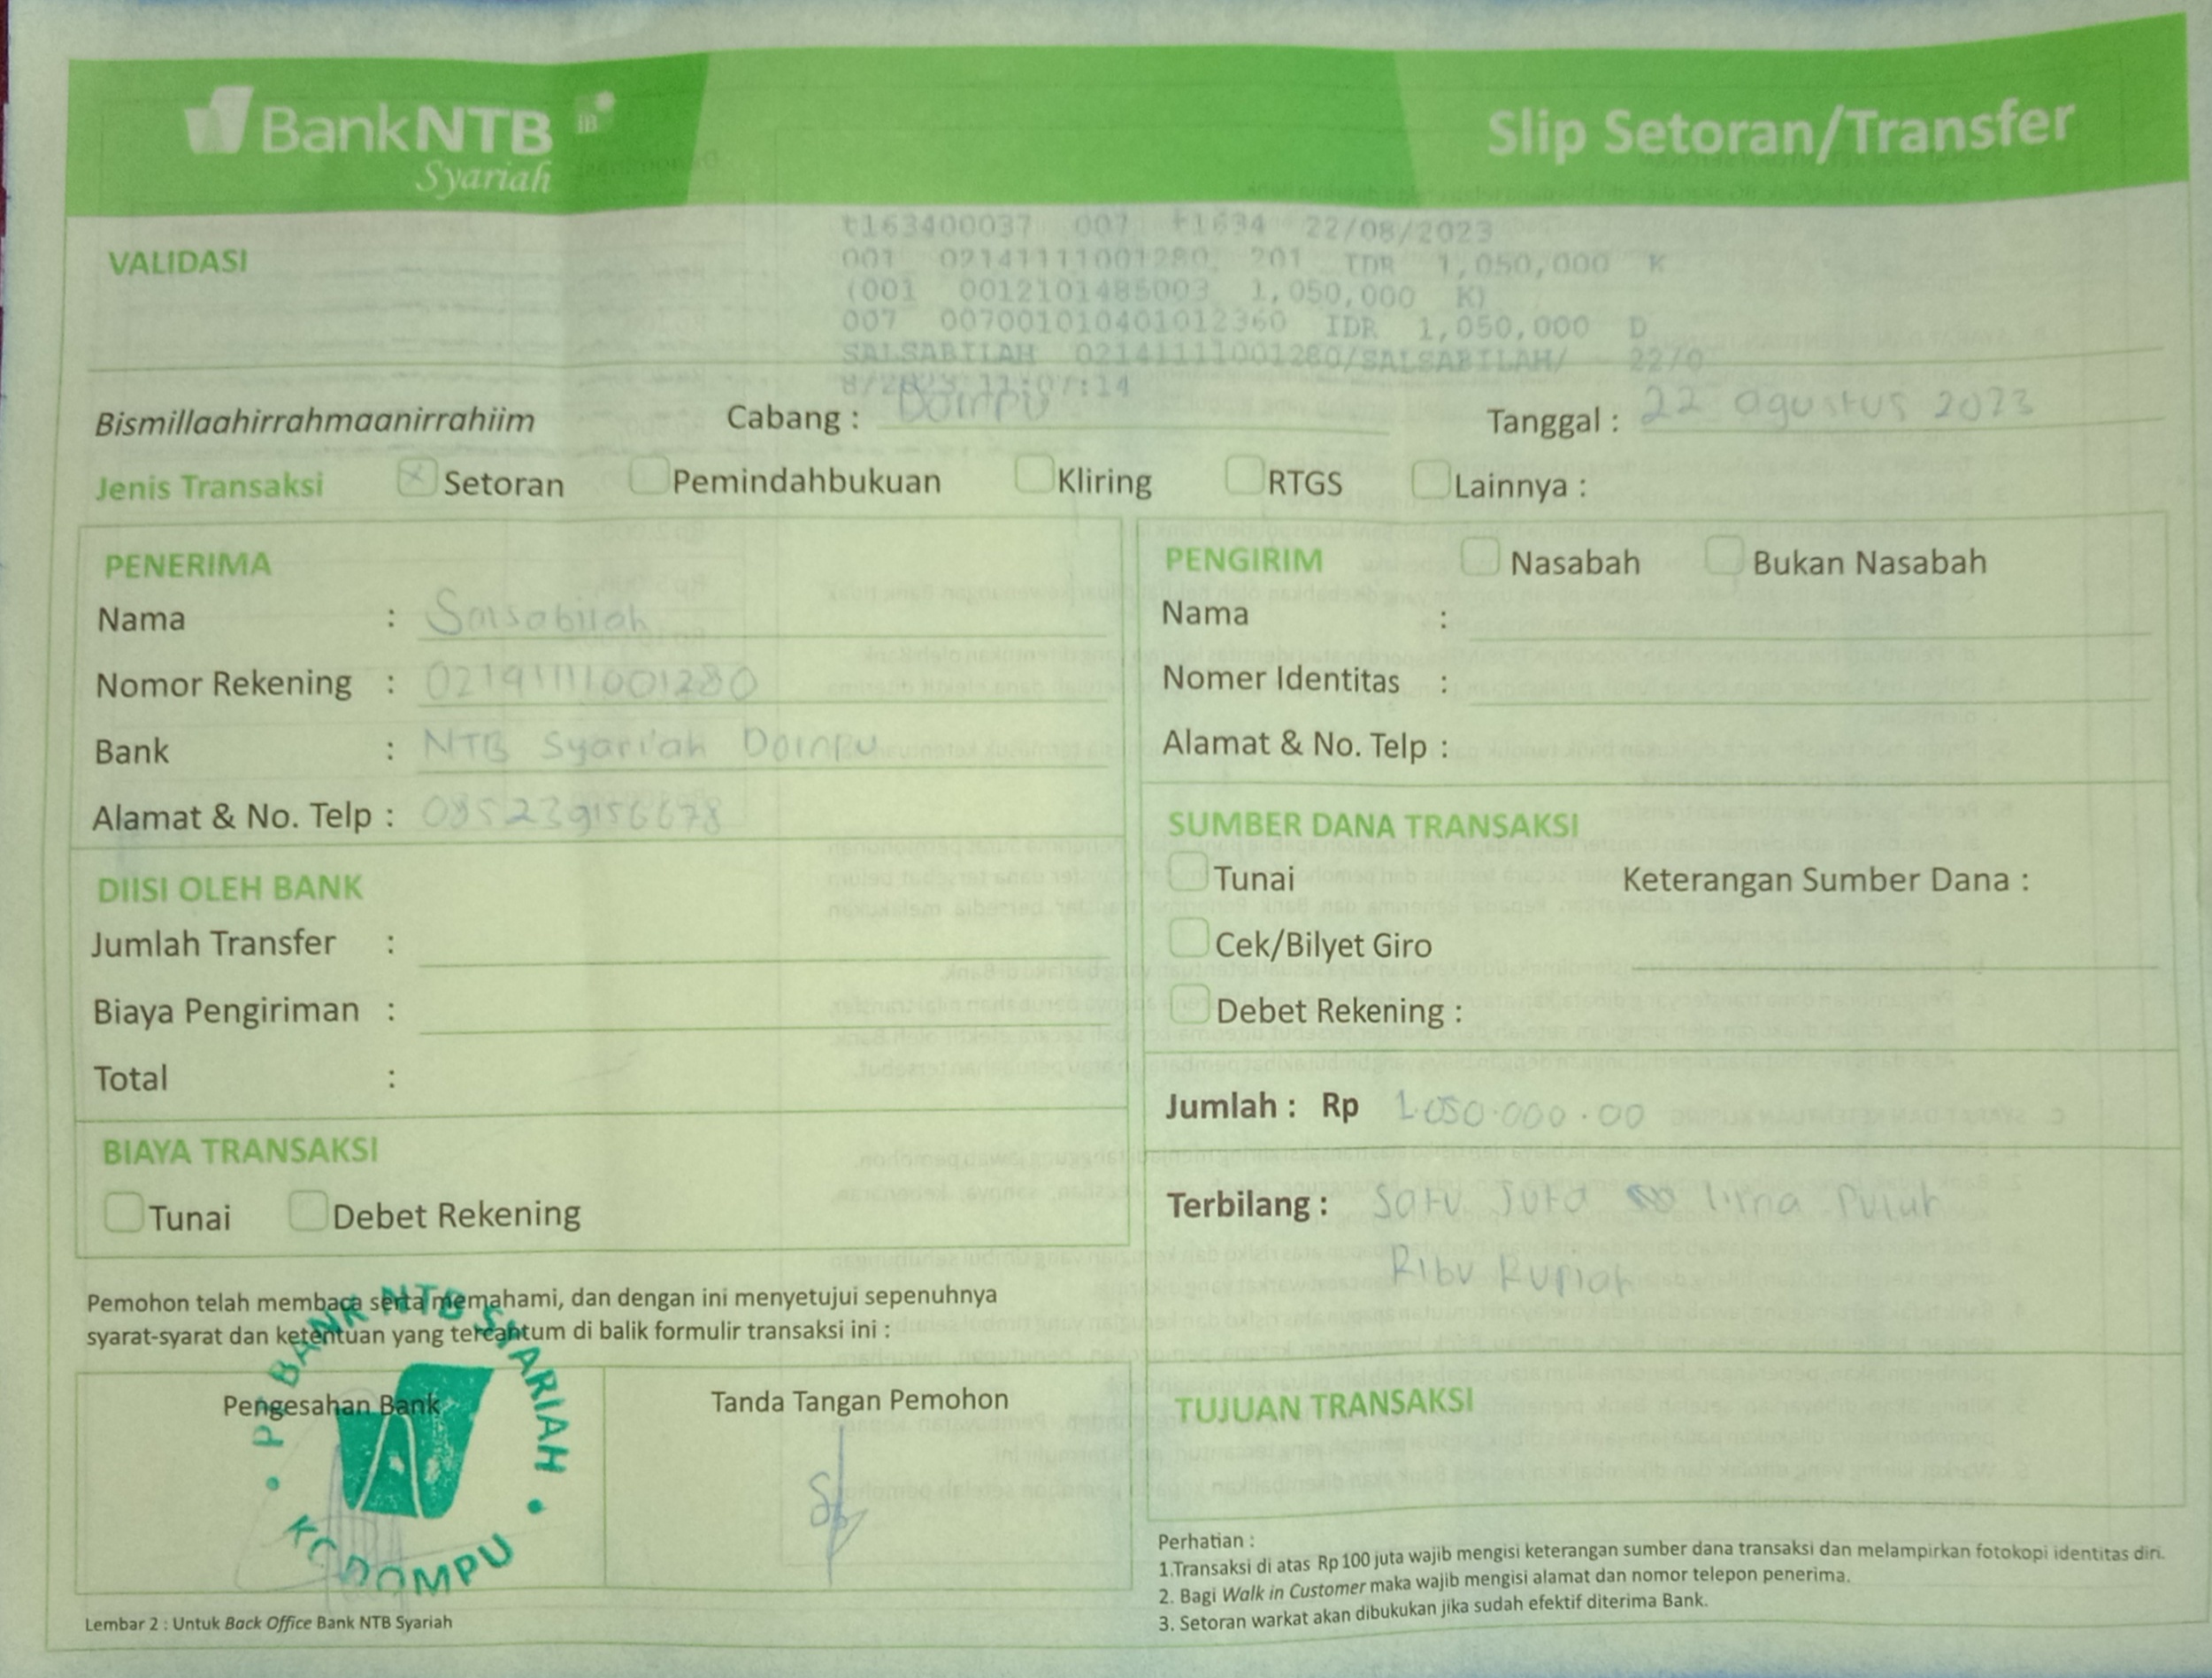 BankNTB iB
Syariah
Slip Setoran/Transfer
VALIDASI
t163400037 007 t1634 22/08/2023
001 02141111001280 201 IDR 1,050,000 K
(001 0012101485003 1,050,000 K)
007 007001010401012360 IDR 1,050,000 D
SALSABILAH 02141111001280/SALSABILAH/ 22/0
8/2023 11:07:14
Bismillaahirrahmaanirrahiim Cabang : Dompu Tanggal : 22 agustus 2023
Jenis Transaksi Setoran Pemindahbukuan Kliring RTGS Lainnya :
PENERIMA
Nama : Salsabilah
Nomor Rekening : 02141111001280
Bank : NTB Syari'ah Dompu
Alamat & No. Telp : 085239156678
DIISI OLEH BANK
Jumlah Transfer :
Biaya Pengiriman :
Total :
BIAYA TRANSAKSI
Tunai Debet Rekening
PENGIRIM Nasabah Bukan Nasabah
Nama :
Nomer Identitas :
Alamat & No. Telp :
SUMBER DANA TRANSAKSI
Tunai Keterangan Sumber Dana :
Cek/Bilyet Giro
Debet Rekening :
Jumlah : Rp 1.050.000.00
Terbilang : Satu Juta lima Puluh
Ribu Rupiah
Pemohon telah membaca serta memahami, dan dengan ini menyetujui sepenuhnya
syarat-syarat dan ketentuan yang tercantum di balik formulir transaksi ini :
Pengesahan Bank
PT BANK NTB SYARIAH
KC DOMPU
Tanda Tangan Pemohon
TUJUAN TRANSAKSI
Perhatian :
1.Transaksi di atas Rp100 juta wajib mengisi keterangan sumber dana transaksi dan melampirkan fotokopi identitas diri.
2. Bagi Walk in Customer maka wajib mengisi alamat dan nomor telepon penerima.
3. Setoran warkat akan dibukukan jika sudah efektif diterima Bank.
Lembar 2 : Untuk Back Office Bank NTB Syariah